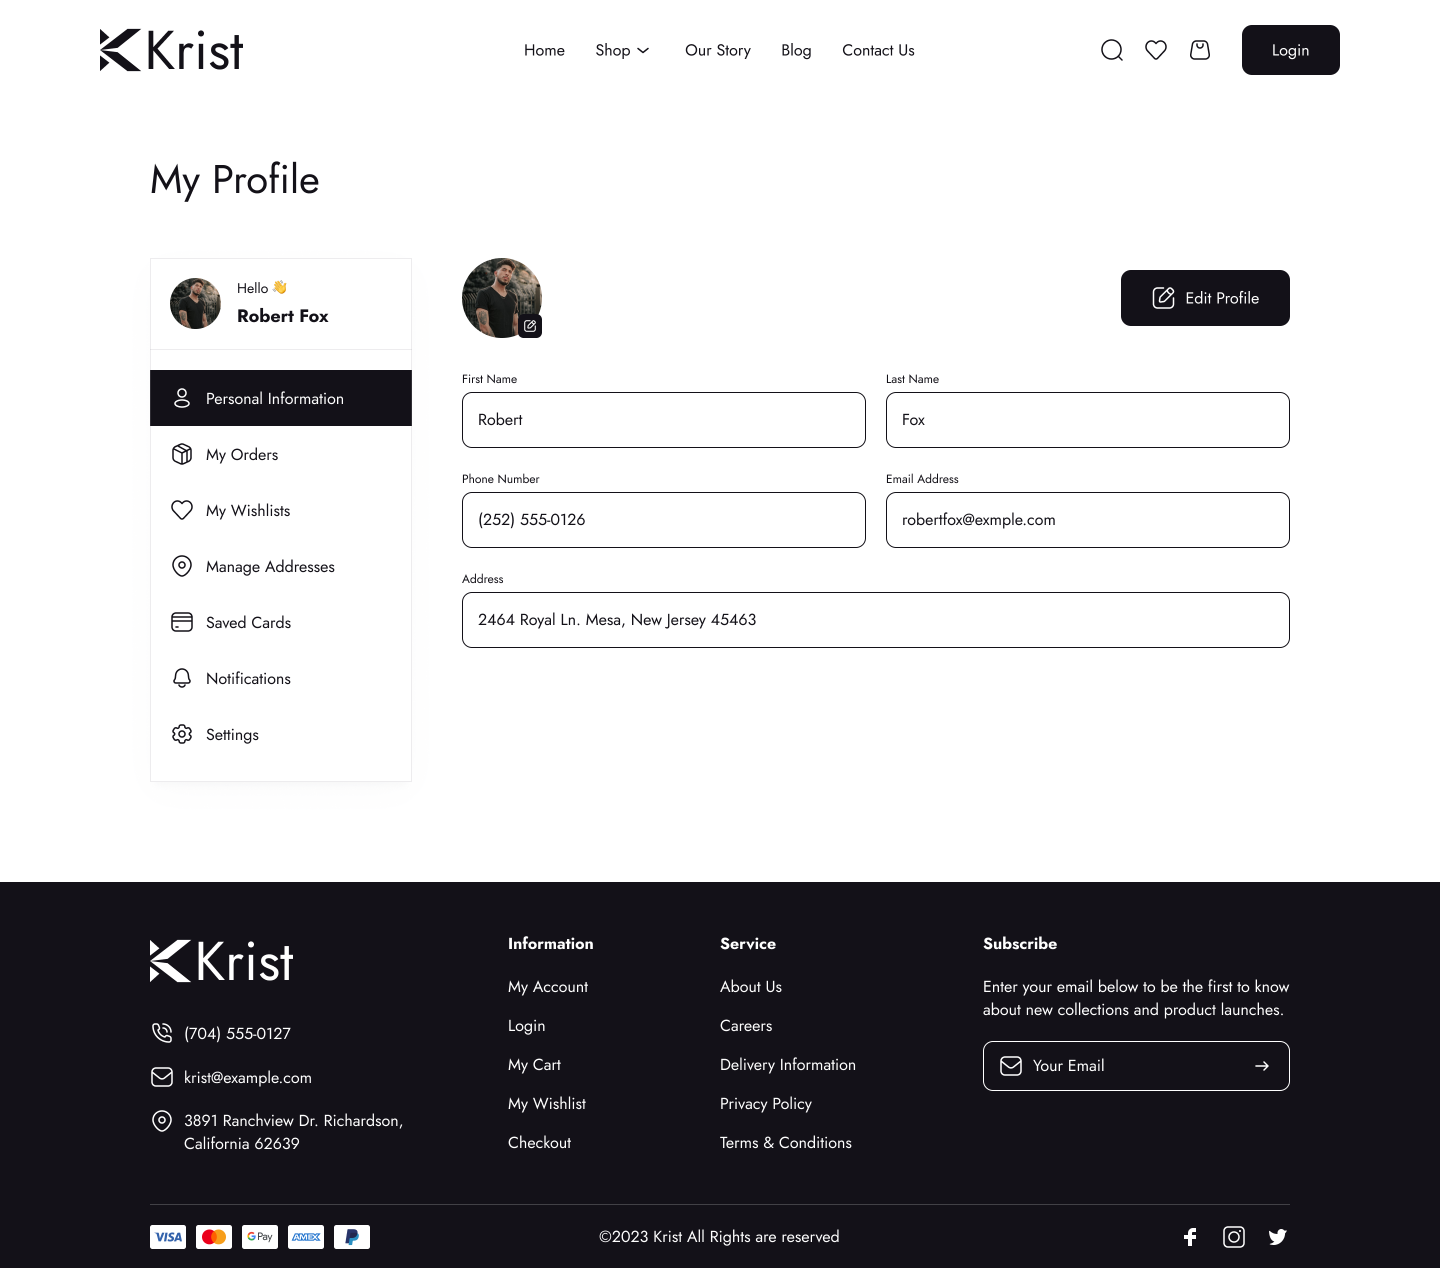 Krist
Home Shop Our Story Blog Contact Us
Login
My Profile
Hello 👋
Robert Fox
Personal Information
My Orders
My Wishlists
Manage Addresses
Saved Cards
Notifications
Settings
Edit Profile
First Name
Robert
Last Name
Fox
Phone Number
(252) 555-0126
Email Address
robertfox@exmple.com
Address
2464 Royal Ln. Mesa, New Jersey 45463
Krist
(704) 555-0127
krist@example.com
3891 Ranchview Dr. Richardson,
California 62639
Information
My Account
Login
My Cart
My Wishlist
Checkout
Service
About Us
Careers
Delivery Information
Privacy Policy
Terms & Conditions
Subscribe
Enter your email below to be the first to know
about new collections and product launches.
Your Email
VISA G Pay AMEX
©2023 Krist All Rights are reserved